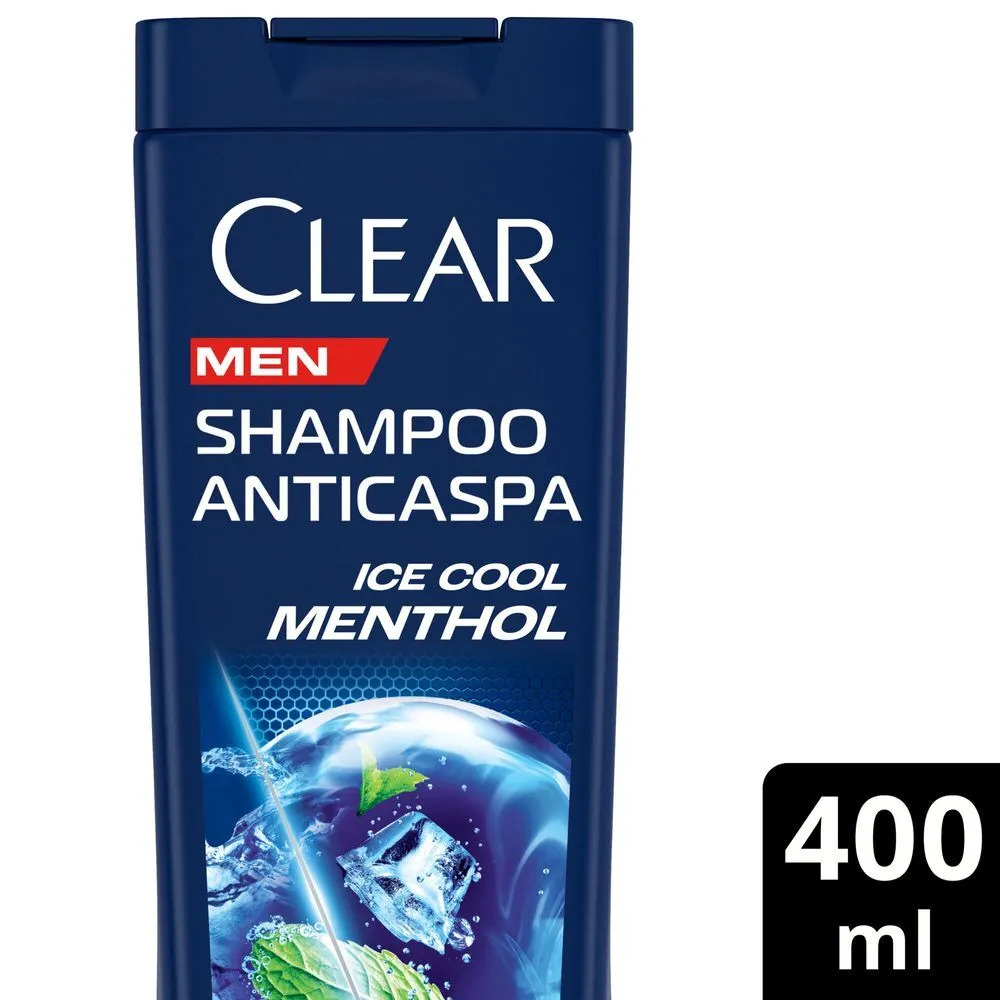 CLEAR
MEN
SHAMPOO
ANTICASPA
ICE COOL
MENTHOL
400
ml